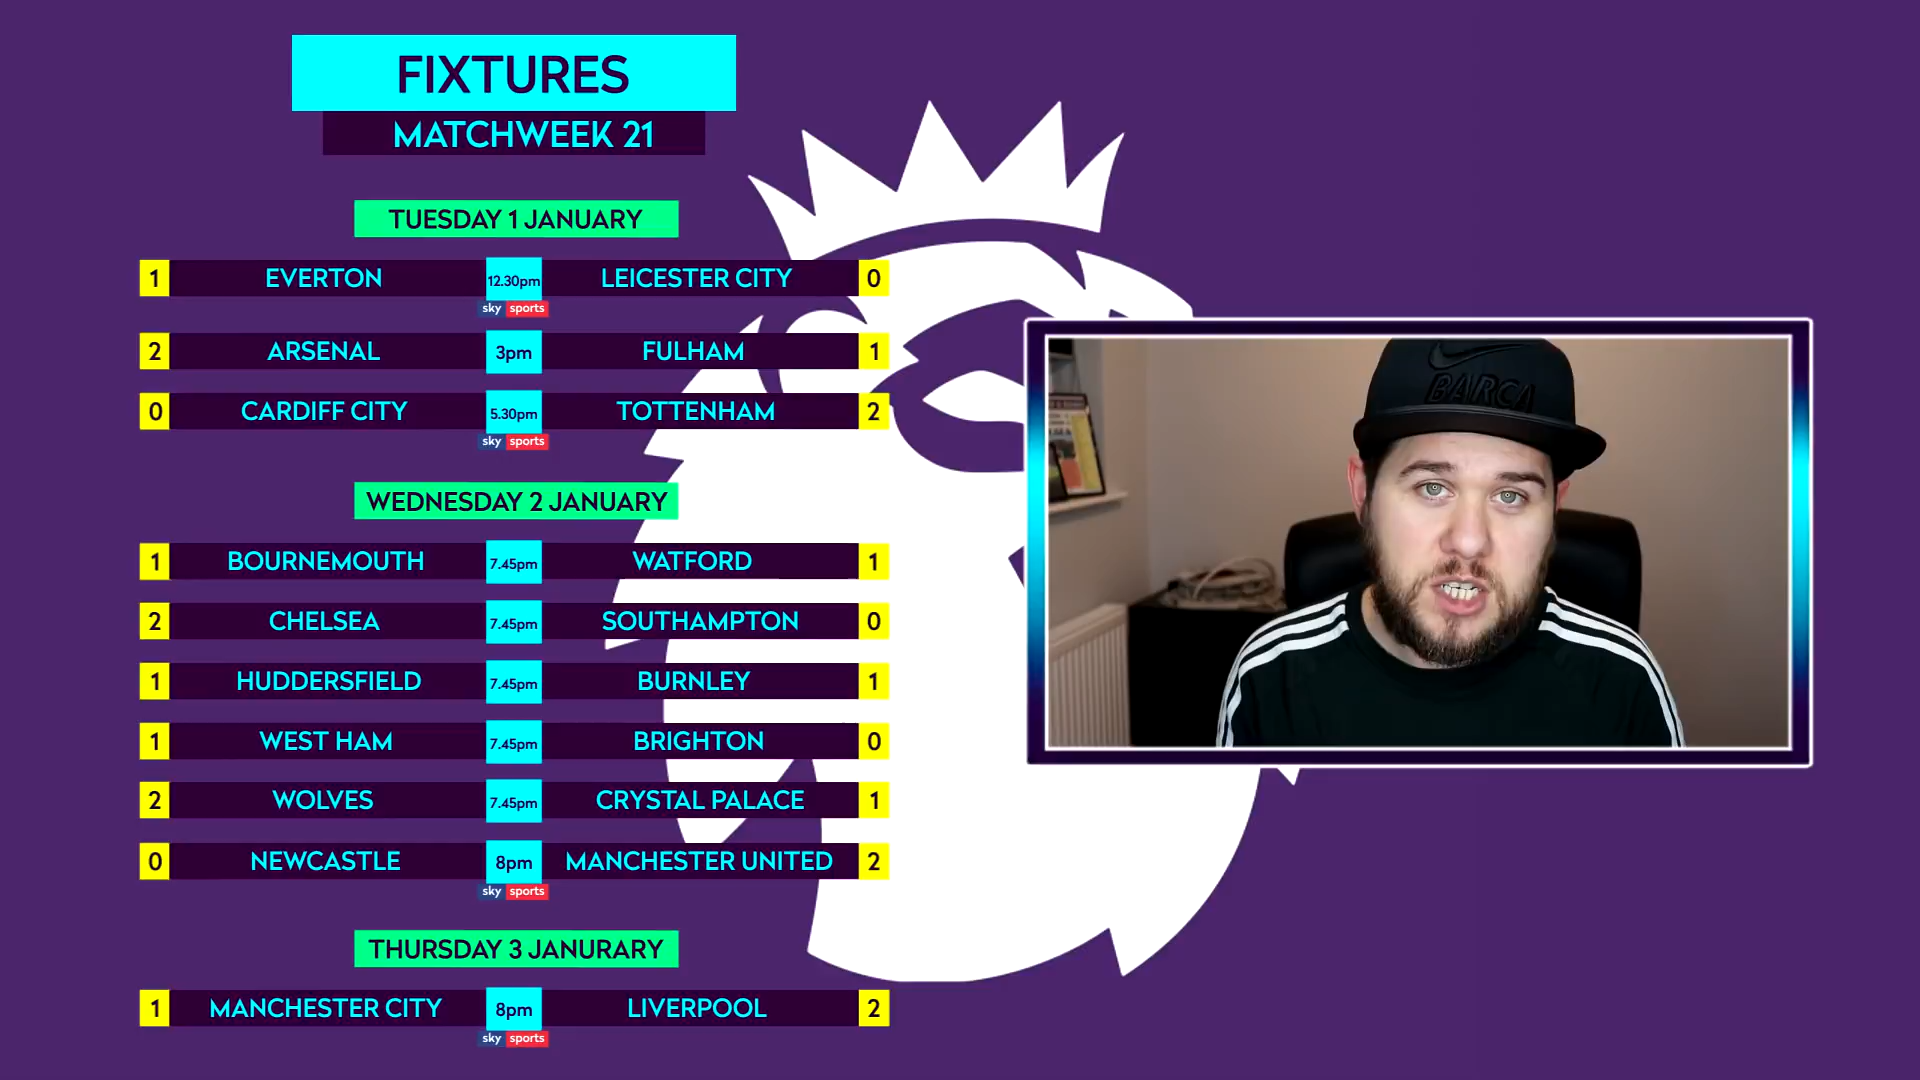 FIXTURES
MATCHWEEK 21
TUESDAY 1 JANUARY
1 EVERTON 12.30pm LEICESTER CITY 0
sky sports
2 ARSENAL 3pm FULHAM 1
0 CARDIFF CITY 5.30pm TOTTENHAM 2
sky sports
WEDNESDAY 2 JANUARY
1 BOURNEMOUTH 7.45pm WATFORD 1
2 CHELSEA 7.45pm SOUTHAMPTON 0
1 HUDDERSFIELD 7.45pm BURNLEY 1
1 WEST HAM 7.45pm BRIGHTON 0
2 WOLVES 7.45pm CRYSTAL PALACE 1
0 NEWCASTLE 8pm MANCHESTER UNITED 2
sky sports
THURSDAY 3 JANURARY
1 MANCHESTER CITY 8pm LIVERPOOL 2
sky sports
BARCA